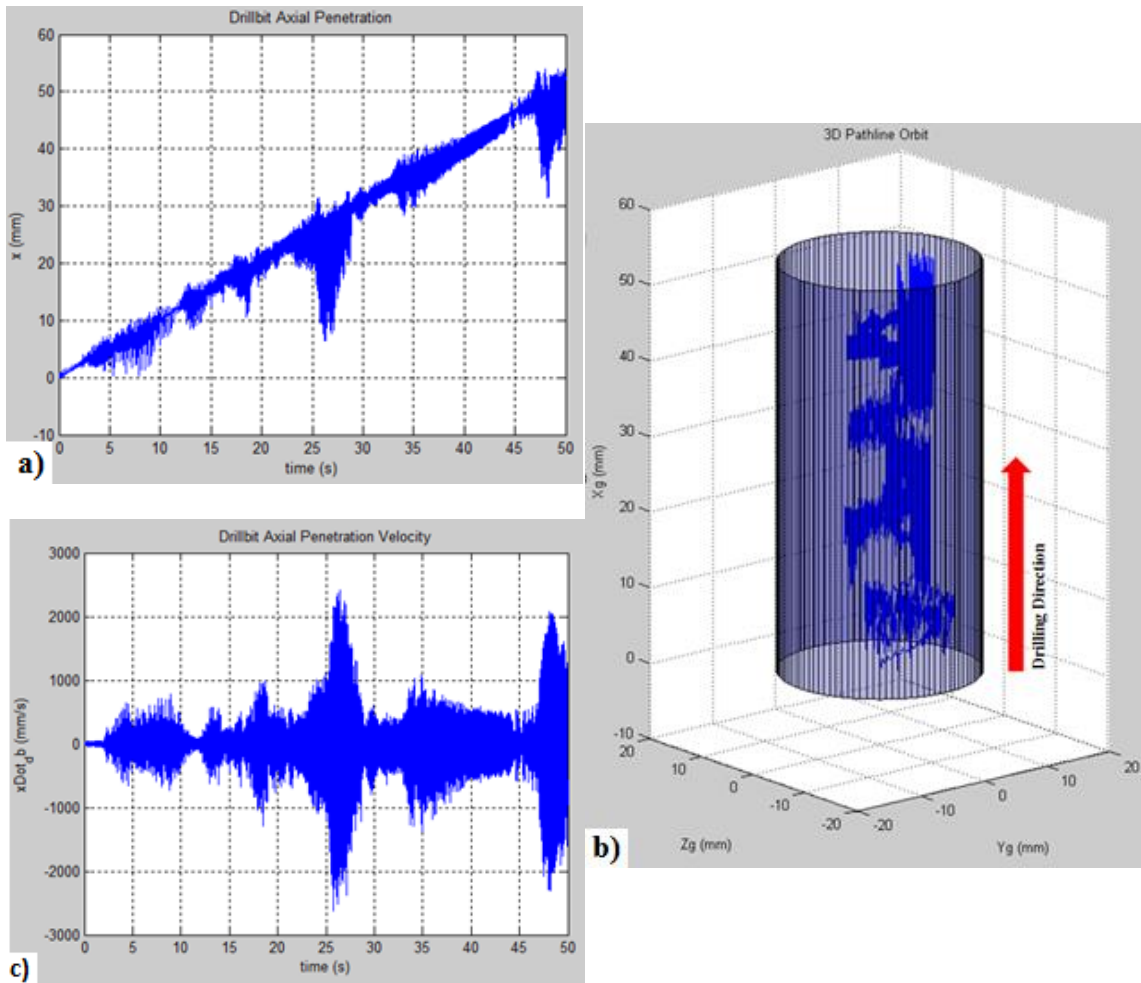 Drillbit Axial Penetration
60
50
40
30
20
10
0
-10
x (mm)
0 5 10 15 20 25 30 35 40 45 50
time (s)
a)
3D Pathline Orbit
60
50
40
30
20
10
0
-10
Xg (mm)
Drilling Direction
20 10 0 -10 -20
Zg (mm)
-20 -10 0 10 20
Yg (mm)
b)
Drillbit Axial Penetration Velocity
3000
2000
1000
0
-1000
-2000
-3000
xDot_d b (mm/s)
0 5 10 15 20 25 30 35 40 45 50
time (s)
c)